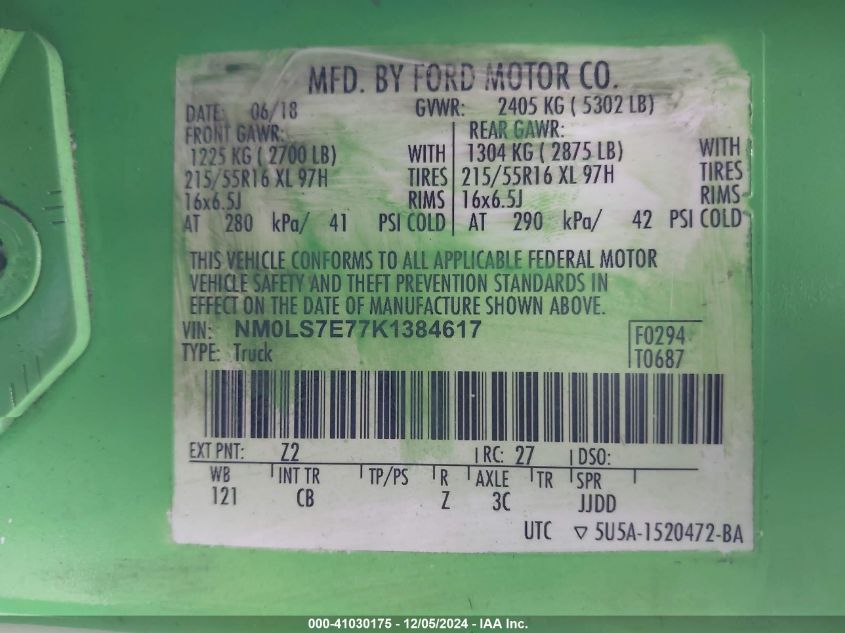 MFD. BY FORD MOTOR CO.
DATE: 06/18 GVWR: 2405 KG ( 5302 LB)
FRONT GAWR: REAR GAWR:
1225 KG ( 2700 LB) WITH 1304 KG ( 2875 LB) WITH
215/55R16 XL 97H TIRES 215/55R16 XL 97H TIRES
16x6.5J RIMS 16x6.5J RIMS
AT 280 kPa/ 41 PSI COLD AT 290 kPa/ 42 PSI COLD
THIS VEHICLE CONFORMS TO ALL APPLICABLE FEDERAL MOTOR
VEHICLE SAFETY AND THEFT PREVENTION STANDARDS IN
EFFECT ON THE DATE OF MANUFACTURE SHOWN ABOVE.
VIN: NM0LS7E77K1384617 F0294
TYPE: Truck T0687
EXT PNT: Z2 RC: 27 DSO:
WB INT TR TP/PS R AXLE TR SPR
121 CB Z 3C JJDD
UTC ▽ 5U5A-1520472-BA
000-41030175 - 12/05/2024 - IAA Inc.